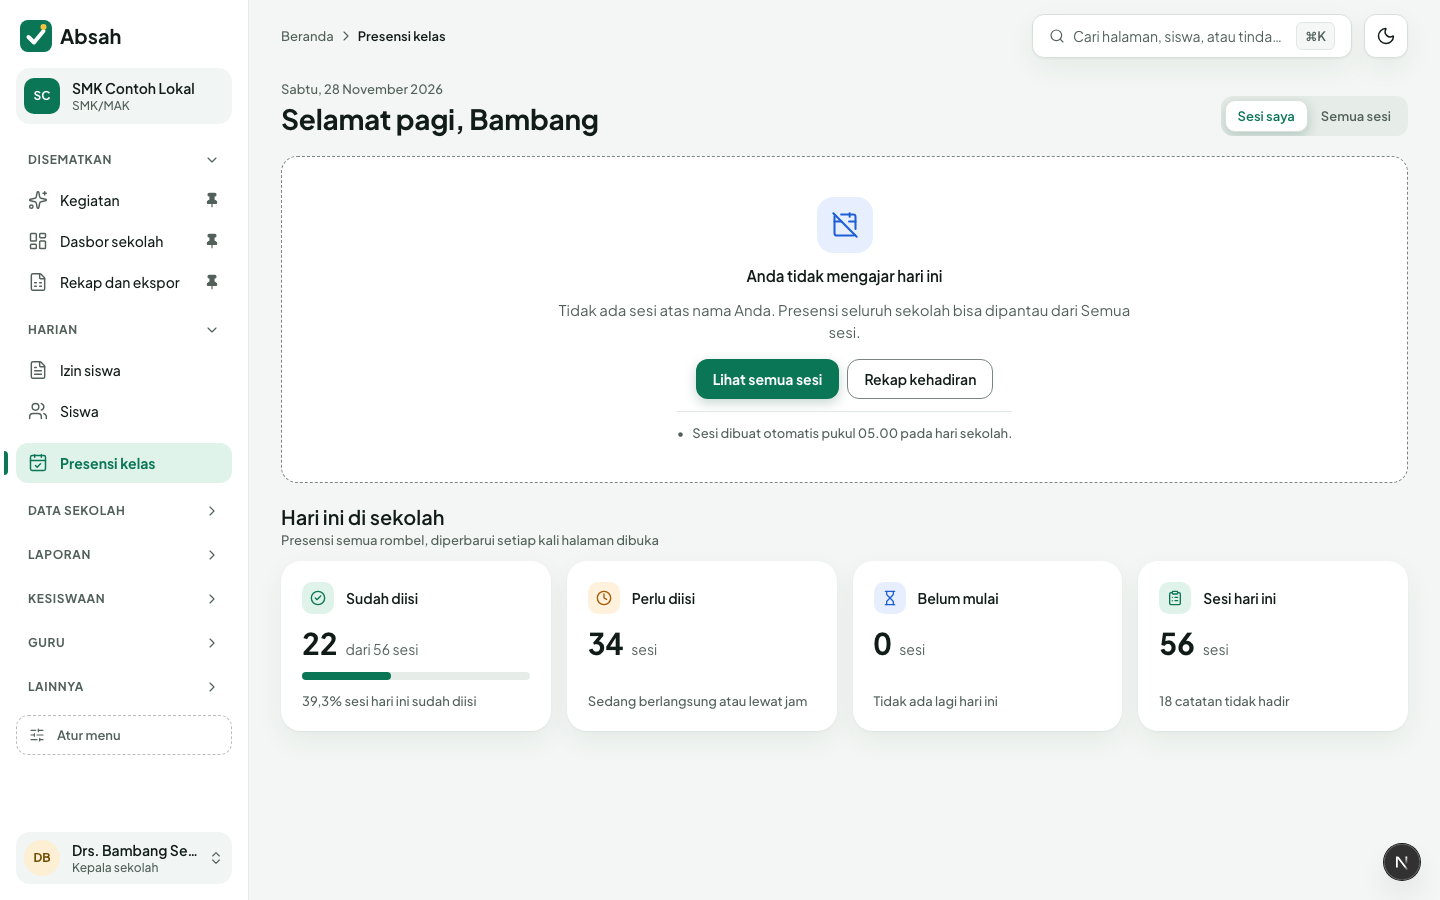 Absah
SC
SMK Contoh Lokal
SMK/MAK
DISEMATKAN
Kegiatan
Dasbor sekolah
Rekap dan ekspor
HARIAN
Izin siswa
Siswa
Presensi kelas
DATA SEKOLAH
LAPORAN
KESISWAAN
GURU
LAINNYA
Atur menu
DB
Drs. Bambang Se...
Kepala sekolah
Beranda > Presensi kelas
Cari halaman, siswa, atau tinda...
⌘K
Sabtu, 28 November 2026
Selamat pagi, Bambang
Sesi saya
Semua sesi
Anda tidak mengajar hari ini
Tidak ada sesi atas nama Anda. Presensi seluruh sekolah bisa dipantau dari Semua
sesi.
Lihat semua sesi
Rekap kehadiran
• Sesi dibuat otomatis pukul 05.00 pada hari sekolah.
Hari ini di sekolah
Presensi semua rombel, diperbarui setiap kali halaman dibuka
Sudah diisi
22 dari 56 sesi
39,3% sesi hari ini sudah diisi
Perlu diisi
34 sesi
Sedang berlangsung atau lewat jam
Belum mulai
0 sesi
Tidak ada lagi hari ini
Sesi hari ini
56 sesi
18 catatan tidak hadir
N